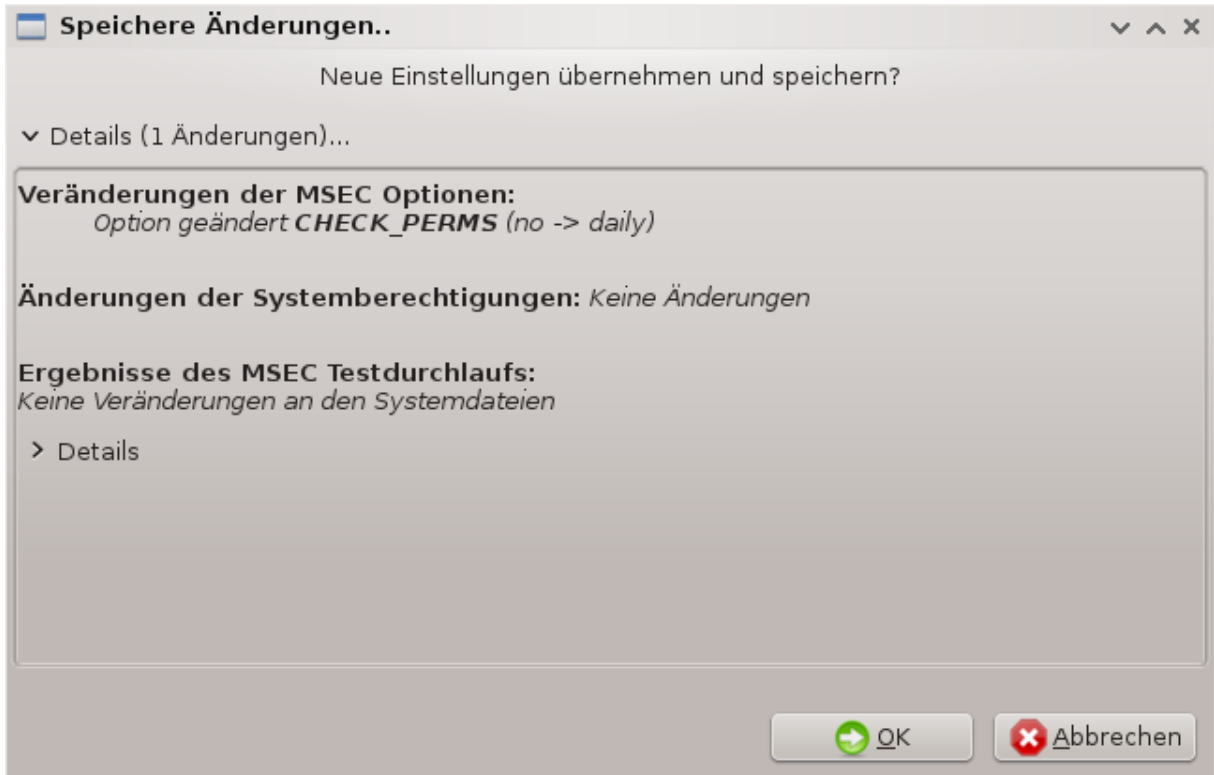 Speichere Änderungen..
Neue Einstellungen übernehmen und speichern?
Details (1 Änderungen)...
Veränderungen der MSEC Optionen:
Option geändert CHECK_PERMS (no -> daily)
Änderungen der Systemberechtigungen: Keine Änderungen
Ergebnisse des MSEC Testdurchlaufs:
Keine Veränderungen an den Systemdateien
Details
OK Abbrechen